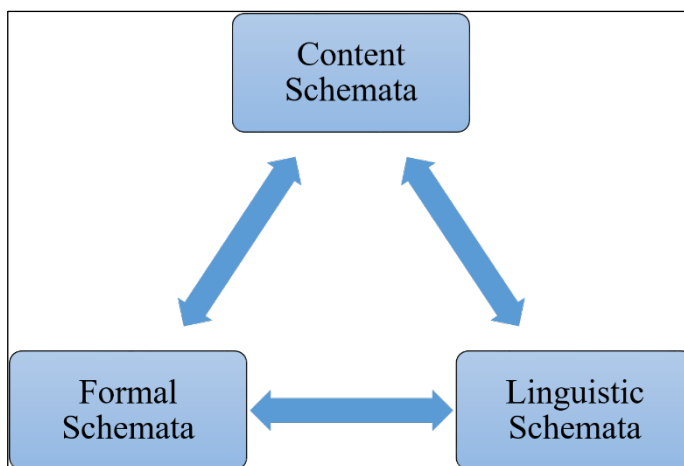 Content
Schemata
Formal
Schemata
Linguistic
Schemata